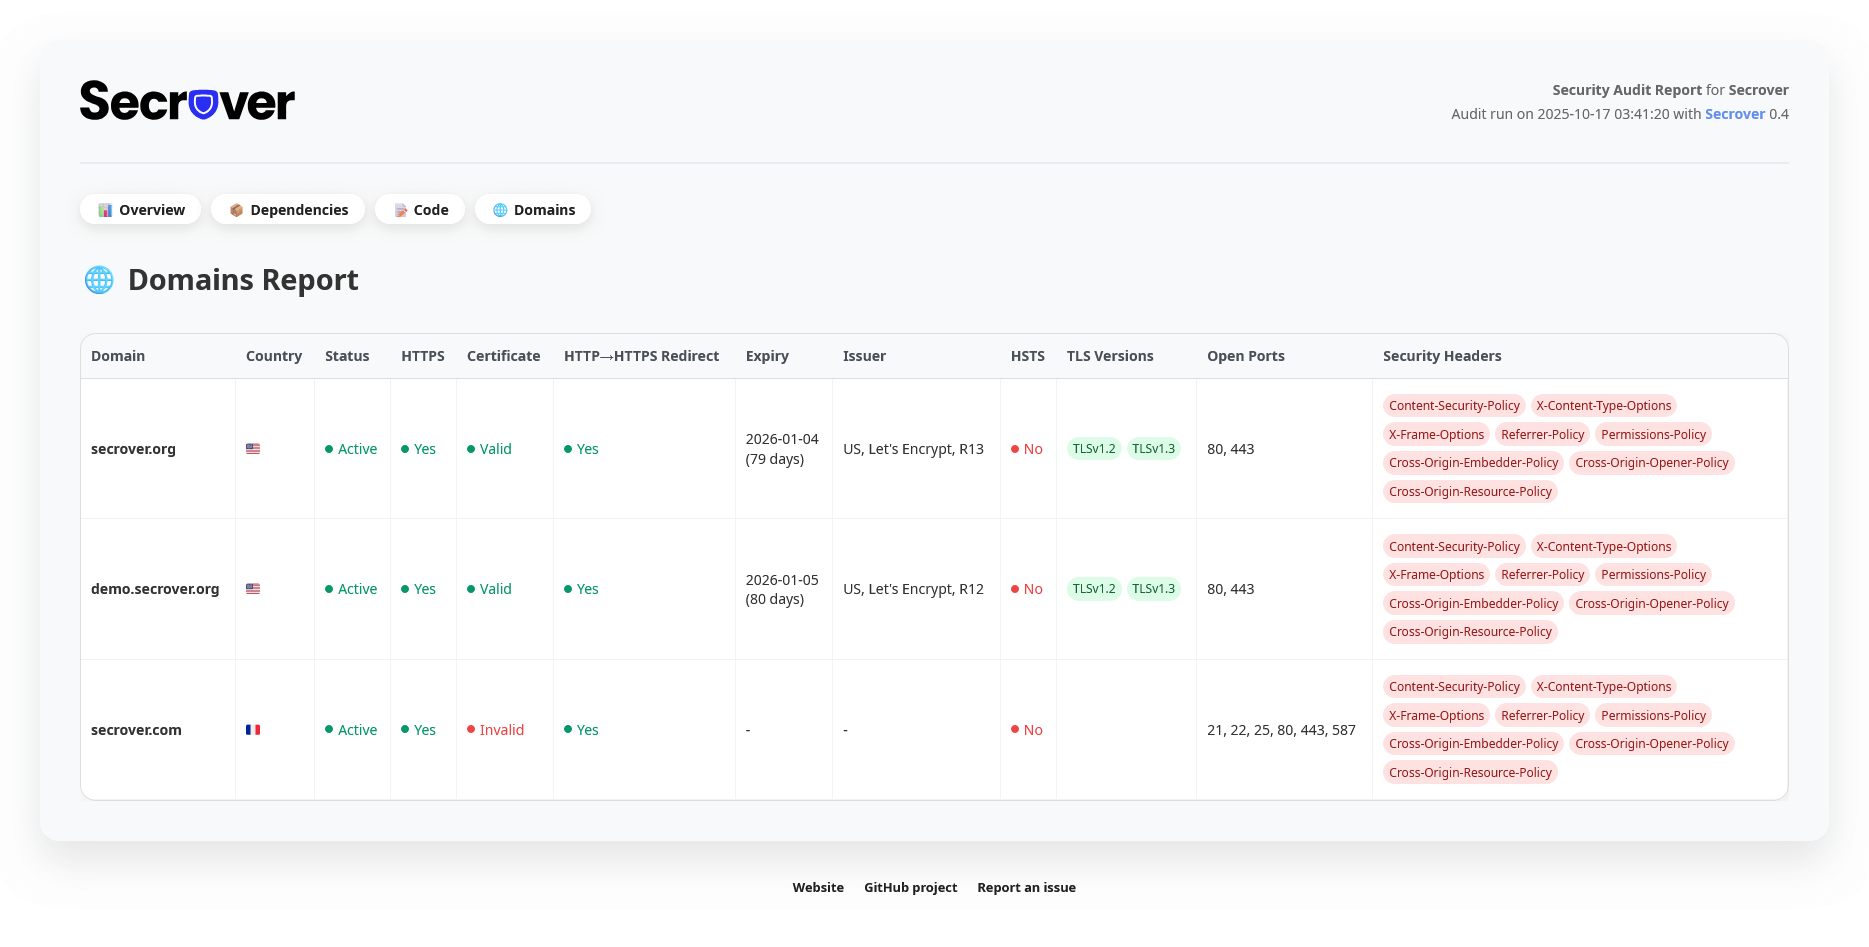 Secrover
Security Audit Report for Secrover
Audit run on 2025-10-17 03:41:20 with Secrover 0.4
Overview Dependencies Code Domains
Domains Report
Domain Country Status HTTPS Certificate HTTP→HTTPS Redirect Expiry Issuer HSTS TLS Versions Open Ports Security Headers
secrover.org Active Yes Valid Yes 2026-01-04 (79 days) US, Let's Encrypt, R13 No TLSv1.2 TLSv1.3 80, 443
Content-Security-Policy X-Content-Type-Options
X-Frame-Options Referrer-Policy Permissions-Policy
Cross-Origin-Embedder-Policy Cross-Origin-Opener-Policy
Cross-Origin-Resource-Policy
demo.secrover.org Active Yes Valid Yes 2026-01-05 (80 days) US, Let's Encrypt, R12 No TLSv1.2 TLSv1.3 80, 443
Content-Security-Policy X-Content-Type-Options
X-Frame-Options Referrer-Policy Permissions-Policy
Cross-Origin-Embedder-Policy Cross-Origin-Opener-Policy
Cross-Origin-Resource-Policy
secrover.com Active Yes Invalid Yes - - No 21, 22, 25, 80, 443, 587
Content-Security-Policy X-Content-Type-Options
X-Frame-Options Referrer-Policy Permissions-Policy
Cross-Origin-Embedder-Policy Cross-Origin-Opener-Policy
Cross-Origin-Resource-Policy
Website GitHub project Report an issue